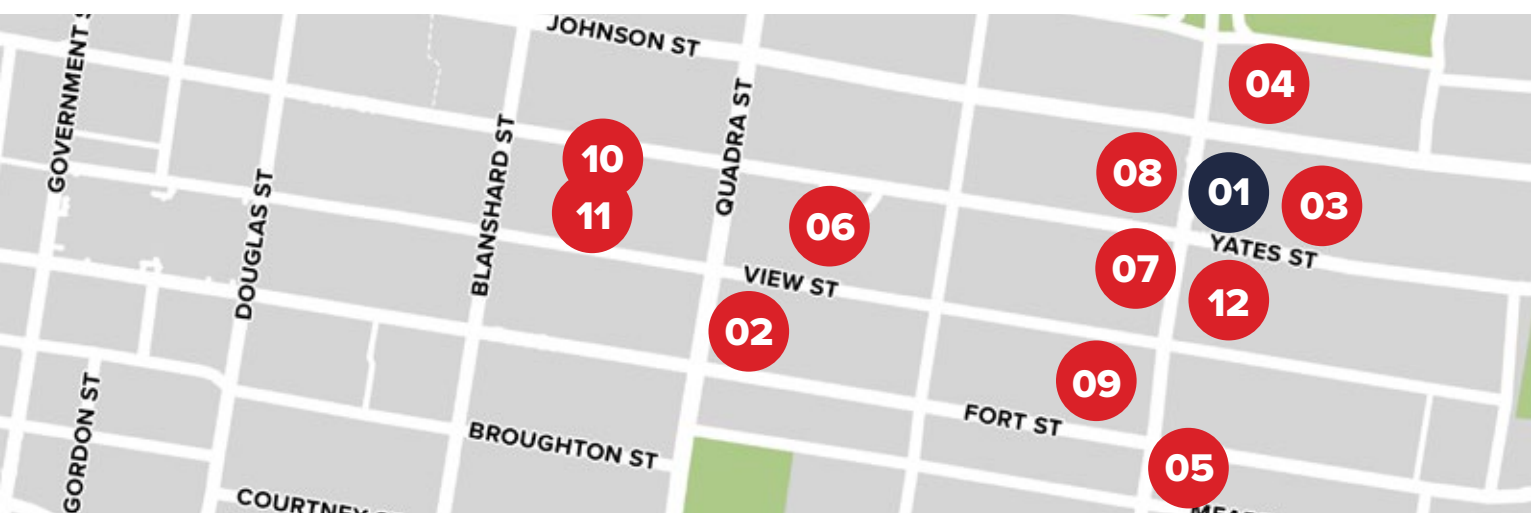 JOHNSON ST
04
GOVERNMENT
QUADRA ST
BLANSHARD ST
10
08
01
03
11
06
DOUGLAS ST
YATES ST
07
VIEW ST
12
02
09
GORDON ST
FORT ST
BROUGHTON ST
05
COURTNEY